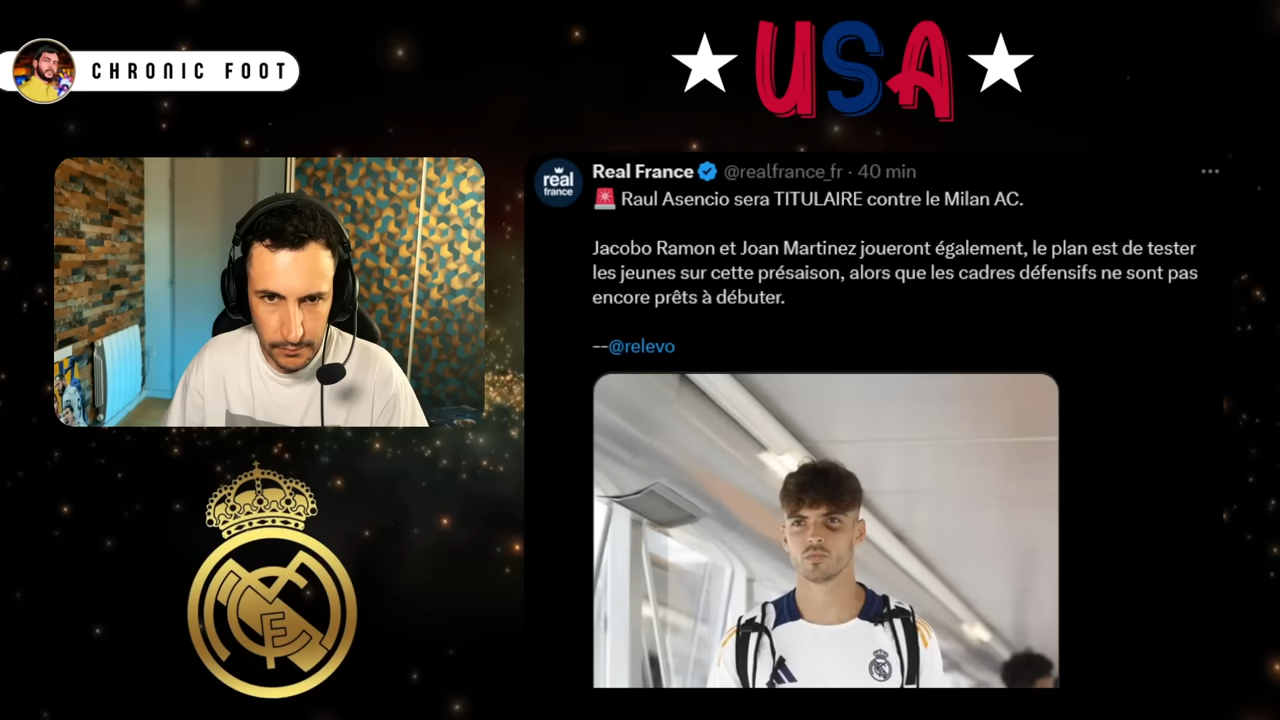 CHRONIC FOOT
★ USA ★
real
france
Real France @realfrance_fr · 40 min
🚨 Raul Asencio sera TITULAIRE contre le Milan AC.
Jacobo Ramon et Joan Martinez joueront également, le plan est de tester
les jeunes sur cette présaison, alors que les cadres défensifs ne sont pas
encore prêts à débuter.
--@relevo